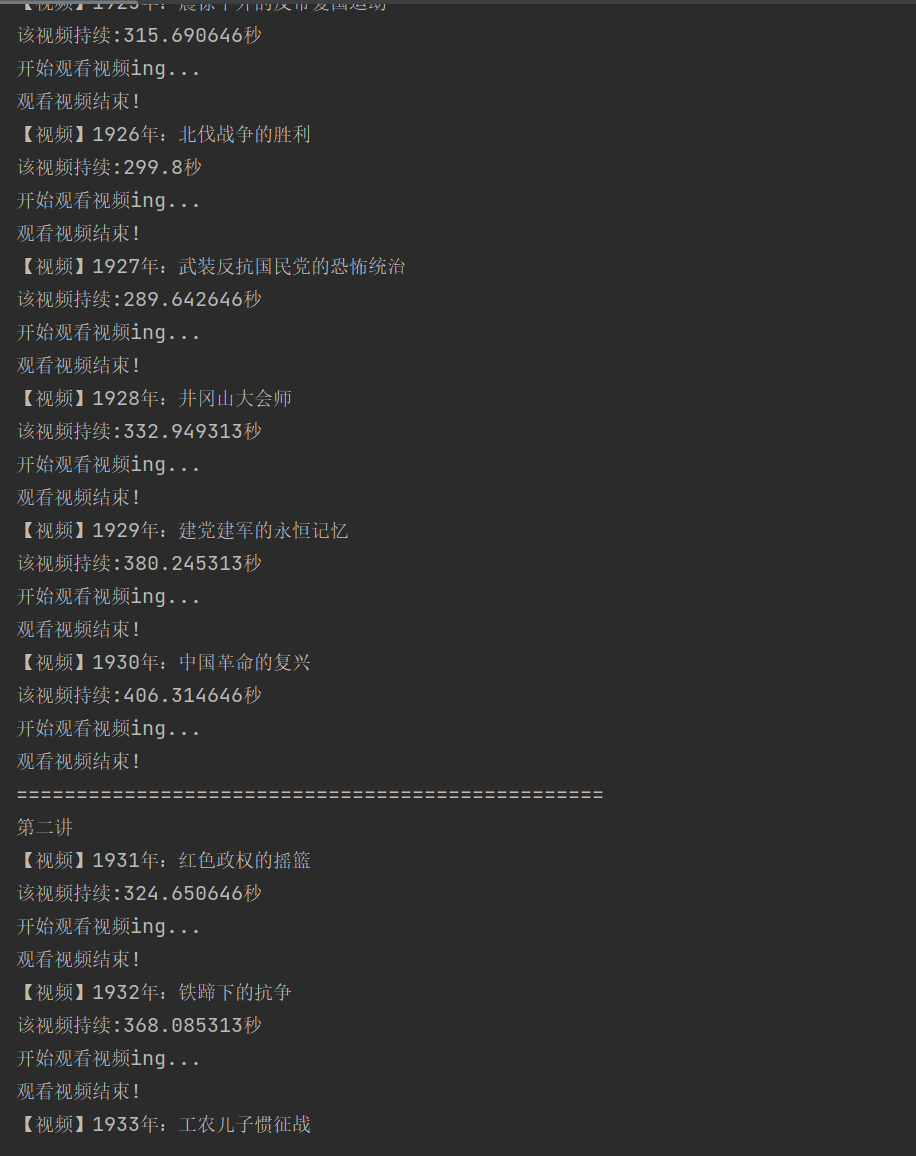 【视频】1925年：震惊中外的反帝爱国运动
该视频持续:315.690646秒
开始观看视频ing...
观看视频结束!
【视频】1926年：北伐战争的胜利
该视频持续:299.8秒
开始观看视频ing...
观看视频结束!
【视频】1927年：武装反抗国民党的恐怖统治
该视频持续:289.642646秒
开始观看视频ing...
观看视频结束!
【视频】1928年：井冈山大会师
该视频持续:332.949313秒
开始观看视频ing...
观看视频结束!
【视频】1929年：建党建军的永恒记忆
该视频持续:380.245313秒
开始观看视频ing...
观看视频结束!
【视频】1930年：中国革命的复兴
该视频持续:406.314646秒
开始观看视频ing...
观看视频结束!
==================================================
第二讲
【视频】1931年：红色政权的摇篮
该视频持续:324.650646秒
开始观看视频ing...
观看视频结束!
【视频】1932年：铁蹄下的抗争
该视频持续:368.085313秒
开始观看视频ing...
观看视频结束!
【视频】1933年：工农儿子惯征战